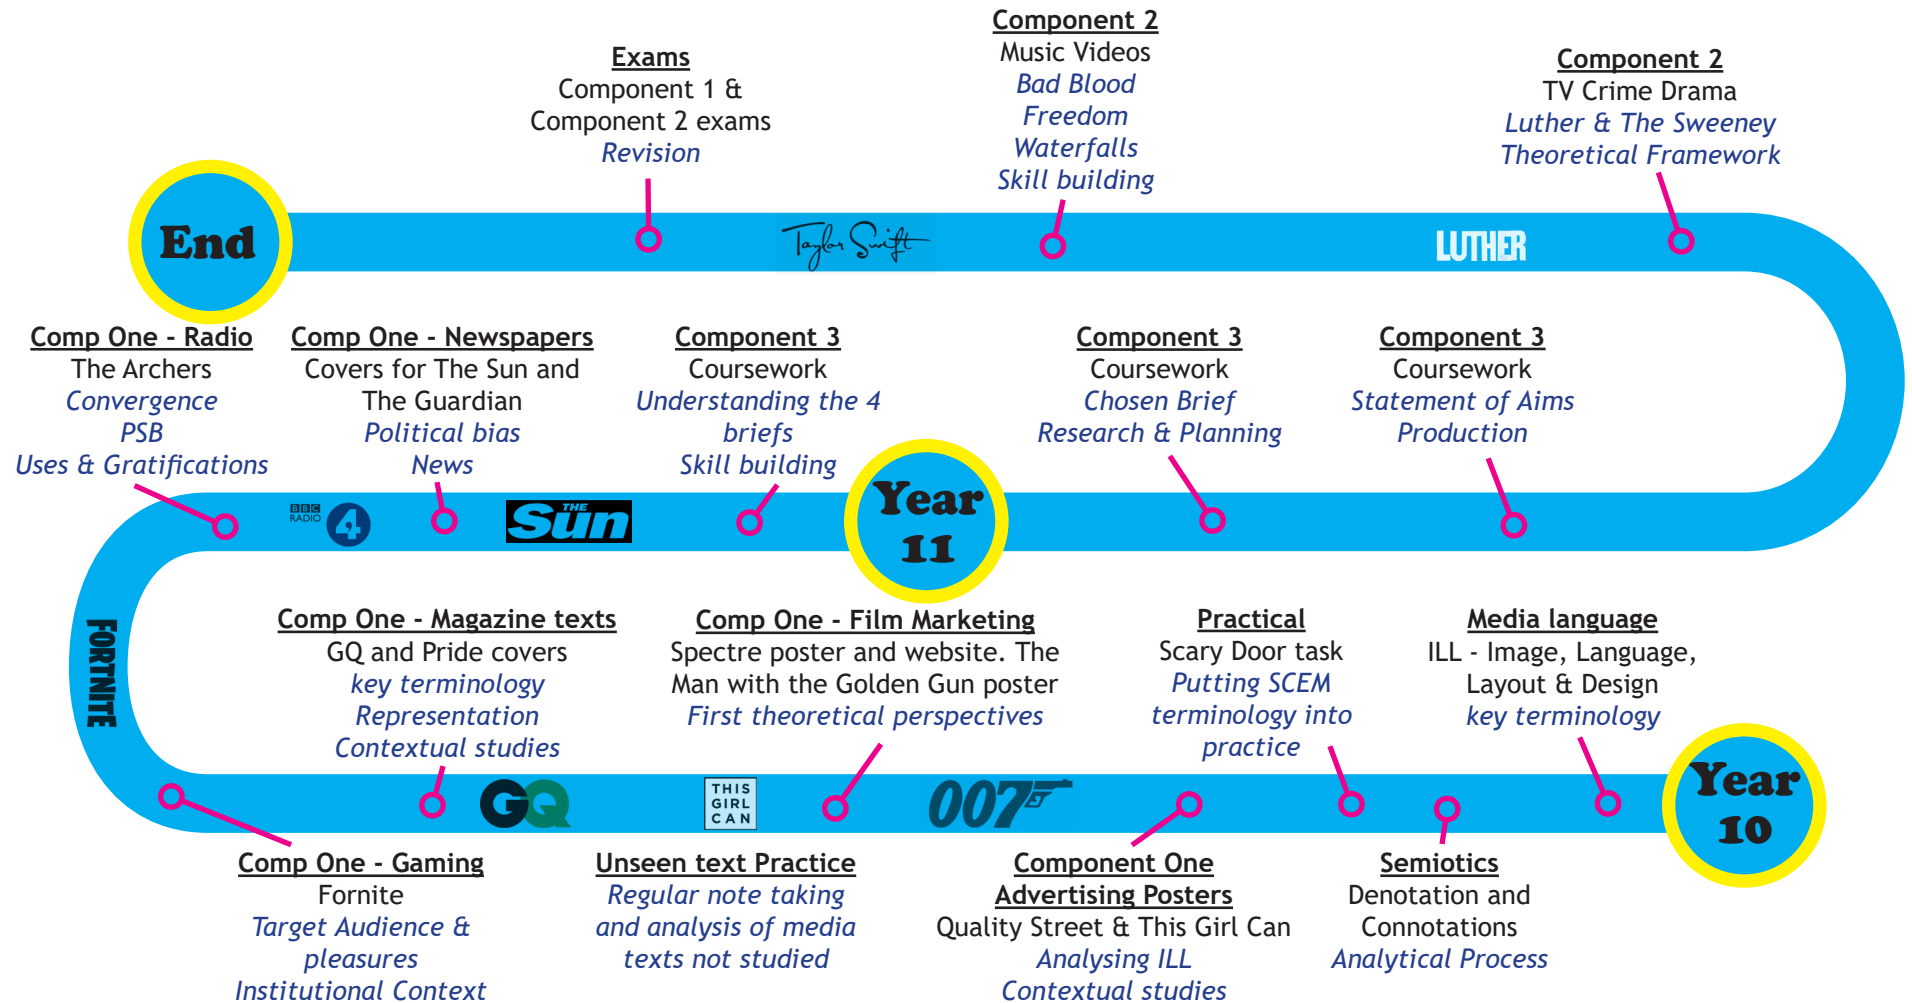 Exams
Component 1 &
Component 2 exams
Revision
Component 2
Music Videos
Bad Blood
Freedom
Waterfalls
Skill building
Component 2
TV Crime Drama
Luther & The Sweeney
Theoretical Framework
End
Taylor Swift
LUTHER
Comp One - Radio
The Archers
Convergence
PSB
Uses & Gratifications
Comp One - Newspapers
Covers for The Sun and
The Guardian
Political bias
News
Component 3
Coursework
Understanding the 4
briefs
Skill building
Component 3
Coursework
Chosen Brief
Research & Planning
Component 3
Coursework
Statement of Aims
Production
BBC
RADIO
4
THE
Sun
Year
11
FORTNITE
Comp One - Magazine texts
GQ and Pride covers
key terminology
Representation
Contextual studies
Comp One - Film Marketing
Spectre poster and website. The
Man with the Golden Gun poster
First theoretical perspectives
Practical
Scary Door task
Putting SCEM
terminology into
practice
Media language
ILL - Image, Language,
Layout & Design
key terminology
GQ
THIS
GIRL
CAN
007
Year
10
Comp One - Gaming
Fornite
Target Audience &
pleasures
Institutional Context
Unseen text Practice
Regular note taking
and analysis of media
texts not studied
Component One
Advertising Posters
Quality Street & This Girl Can
Analysing ILL
Contextual studies
Semiotics
Denotation and
Connotations
Analytical Process